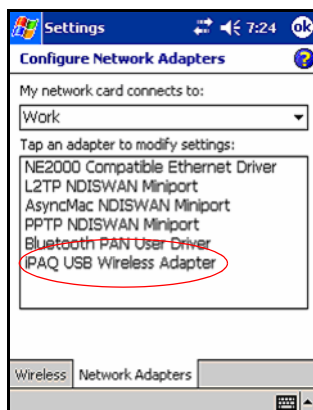 Settings 7:24 ok
Configure Network Adapters ?
My network card connects to:
Work
Tap an adapter to modify settings:
NE2000 Compatible Ethernet Driver
L2TP NDISWAN Miniport
AsyncMac NDISWAN Miniport
PPTP NDISWAN Miniport
Bluetooth PAN User Driver
iPAQ USB Wireless Adapter
Wireless Network Adapters